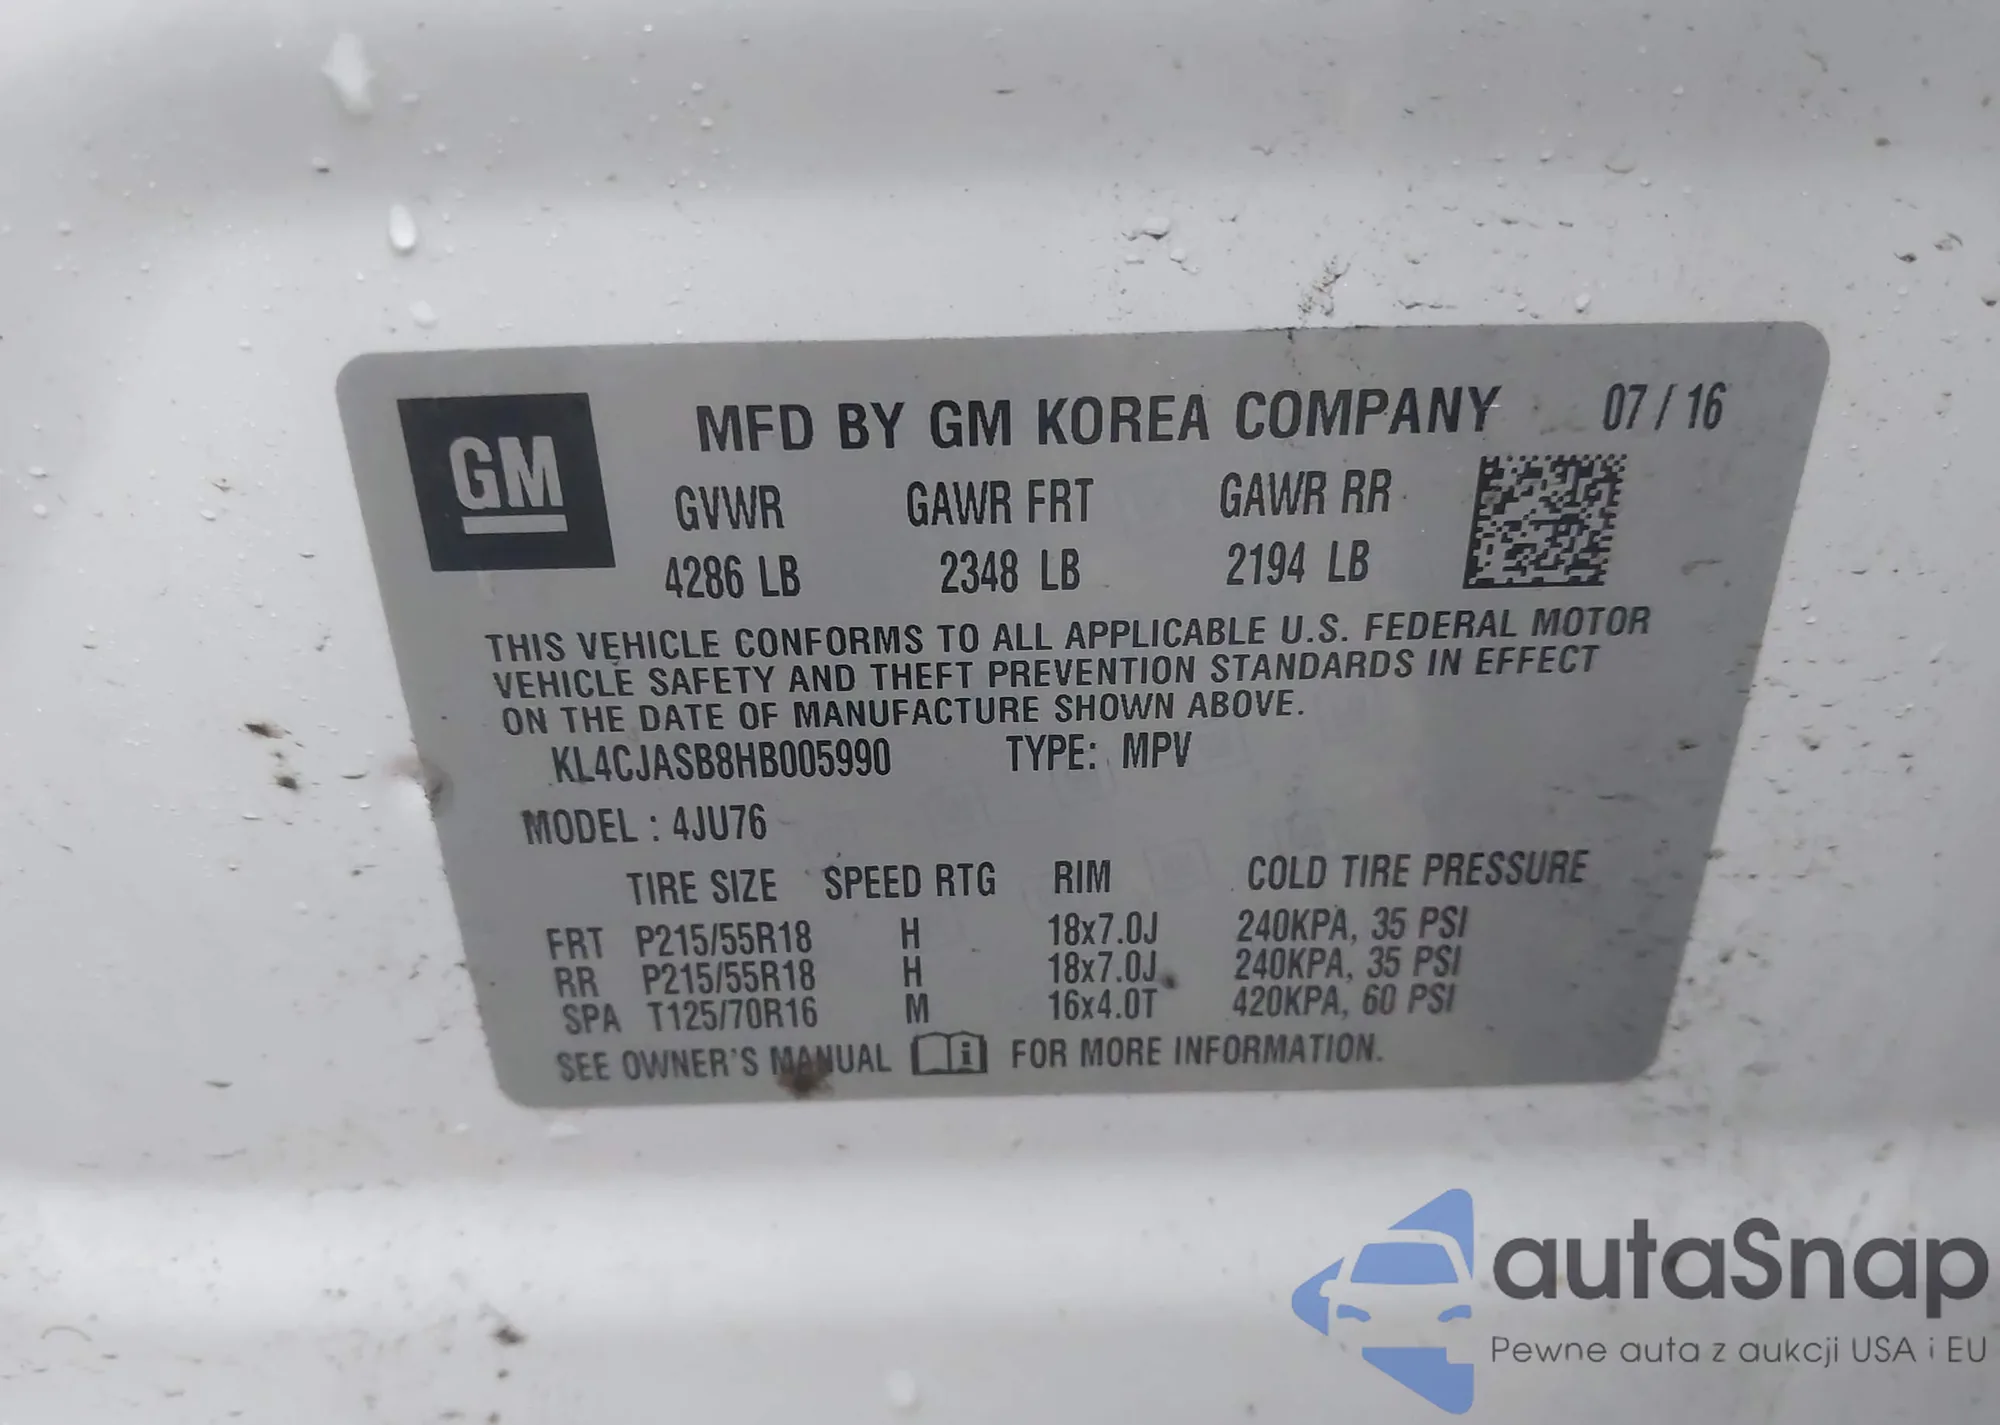 GM
MFD BY GM KOREA COMPANY 07 / 16
GVWR GAWR FRT GAWR RR
4286 LB 2348 LB 2194 LB
THIS VEHICLE CONFORMS TO ALL APPLICABLE U.S. FEDERAL MOTOR
VEHICLE SAFETY AND THEFT PREVENTION STANDARDS IN EFFECT
ON THE DATE OF MANUFACTURE SHOWN ABOVE.
KL4CJASB8HB005990 TYPE: MPV
MODEL : 4JU76
TIRE SIZE SPEED RTG RIM COLD TIRE PRESSURE
FRT P215/55R18 H 18x7.0J 240KPA, 35 PSI
RR P215/55R18 H 18x7.0J 240KPA, 35 PSI
SPA T125/70R16 M 16x4.0T 420KPA, 60 PSI
SEE OWNER'S MANUAL i FOR MORE INFORMATION.
autaSnap
Pewne auta z aukcji USA i EU